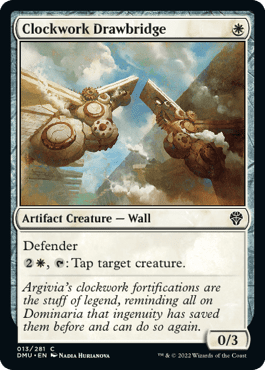 Clockwork Drawbridge
Artifact Creature — Wall
Defender
2, : Tap target creature.
Argivia's clockwork fortifications are
the stuff of legend, reminding all on
Dominaria that ingenuity has saved
them before and can do so again.
0/3
013/281 C
DMU • EN Nadia Hurianova
™ & © 2022 Wizards of the Coast